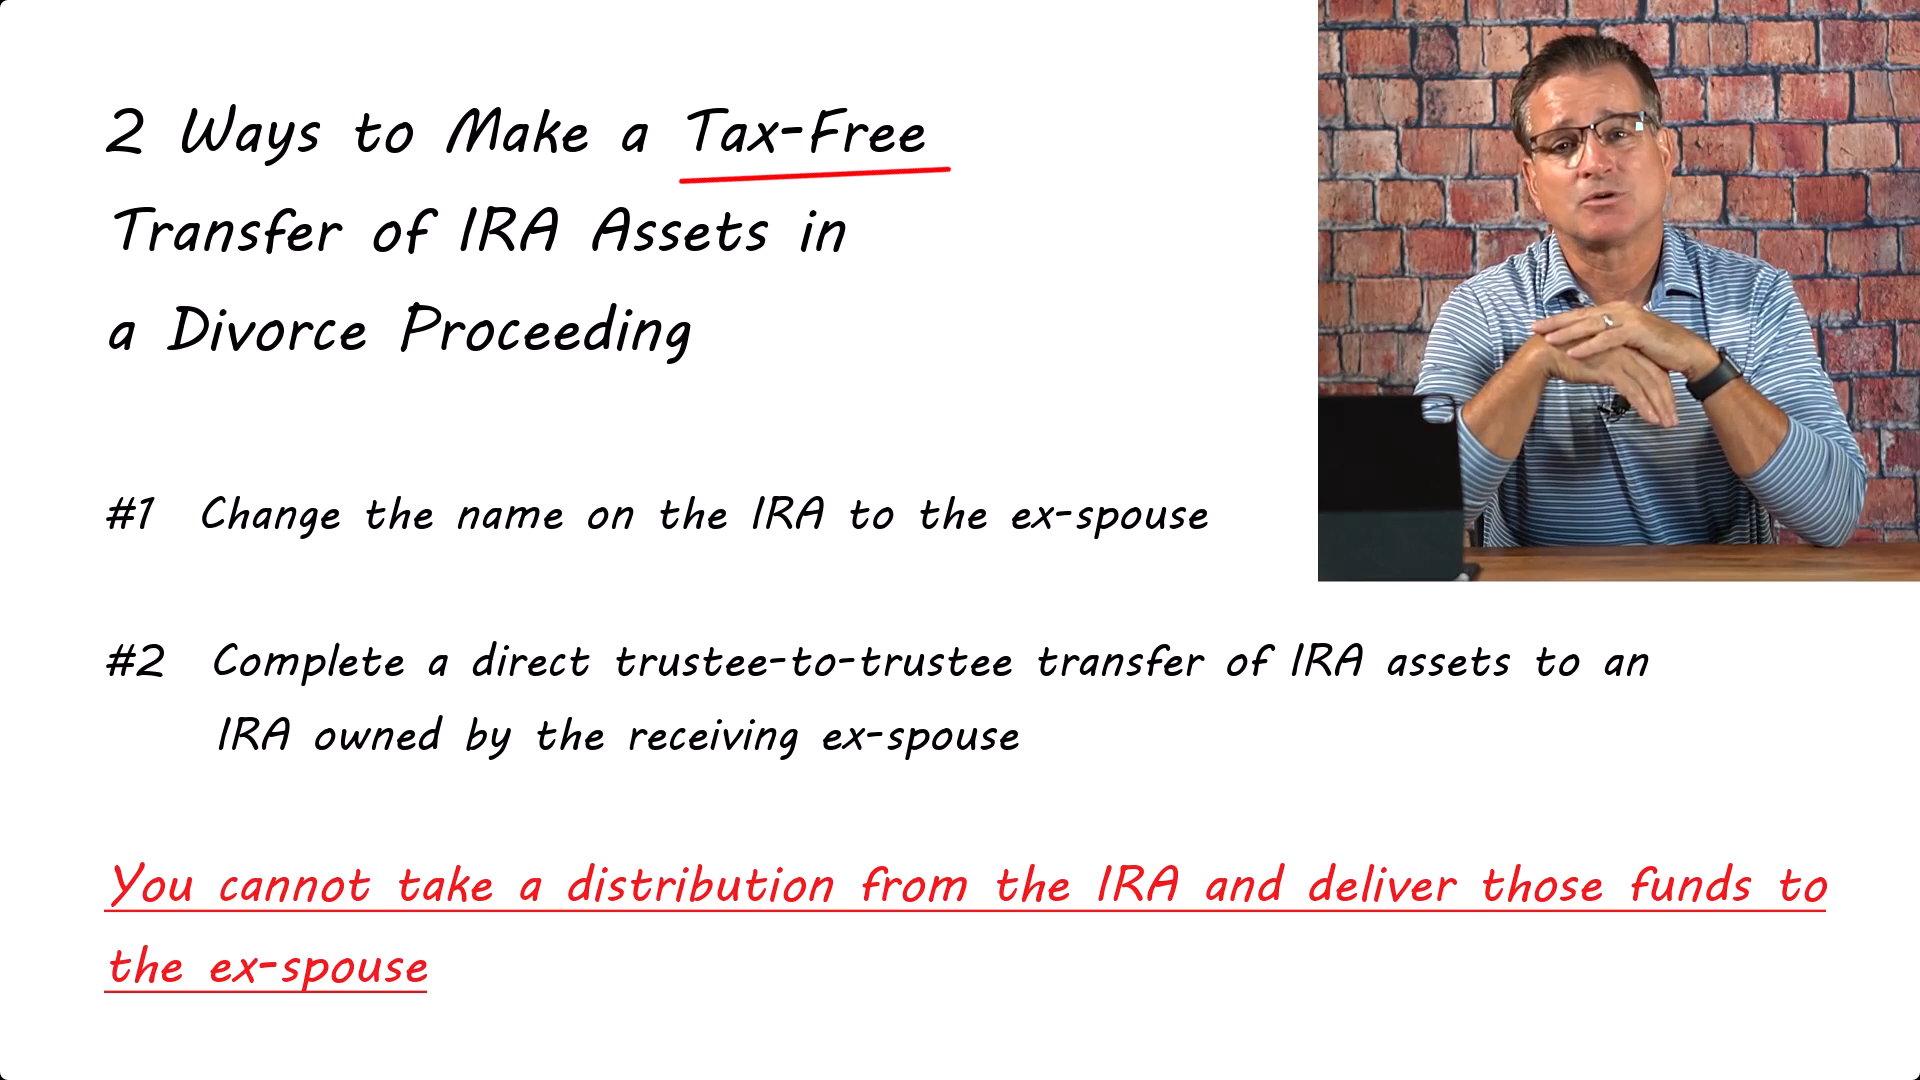 2 Ways to Make a Tax-Free
Transfer of IRA Assets in
a Divorce Proceeding
#1 Change the name on the IRA to the ex-spouse
#2 Complete a direct trustee-to-trustee transfer of IRA assets to an
IRA owned by the receiving ex-spouse
You cannot take a distribution from the IRA and deliver those funds to
the ex-spouse